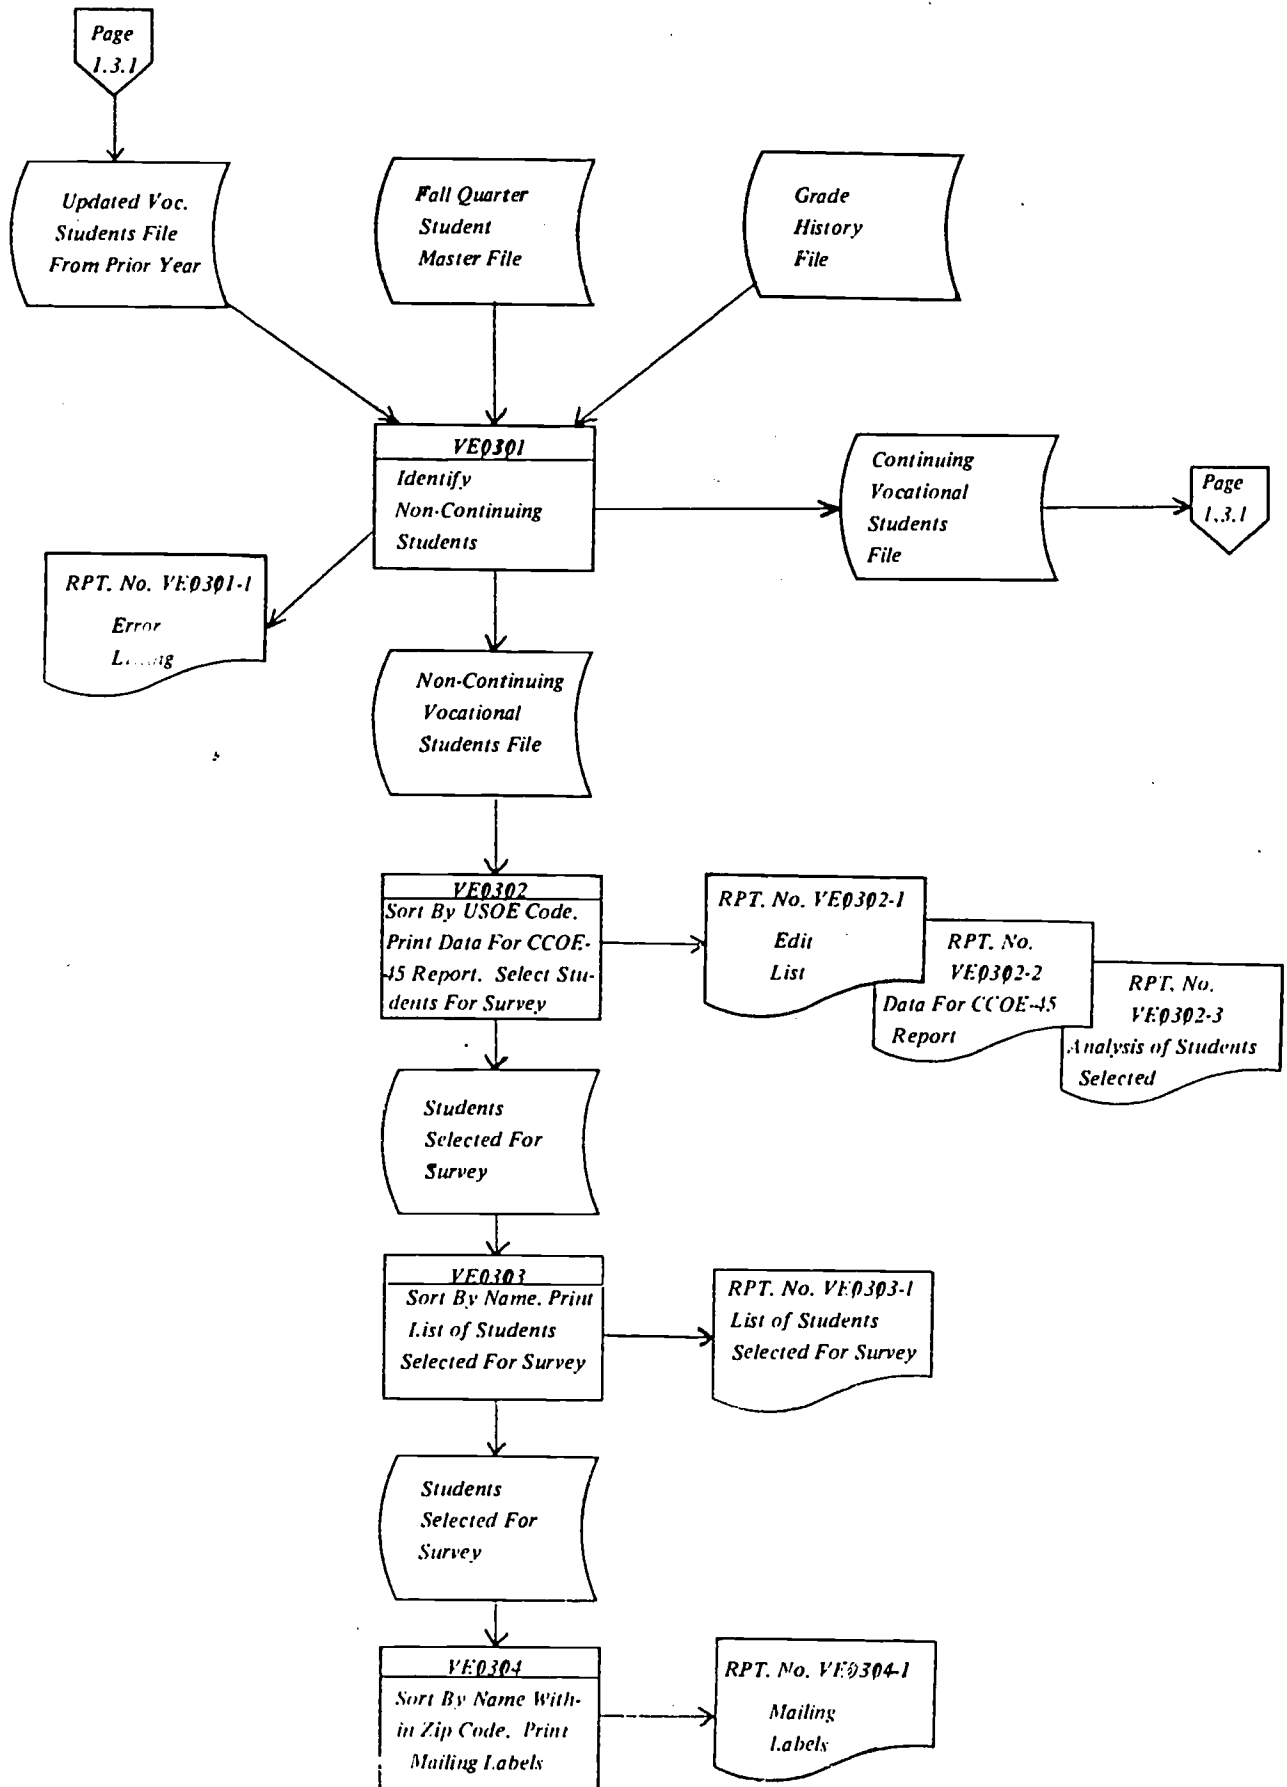 Page
1.3.1
Updated Voc.
Students File
From Prior Year
Fall Quarter
Student
Master File
Grade
History
File
VE0301
Identify
Non-Continuing
Students
Continuing
Vocational
Students
File
Page
1.3.1
RPT. No. VE0301-1
Error
Non-Continuing
Vocational
Students File
VE0302
Sort By USOE Code.
Print Data For CCOE-
45 Report. Select Stu-
dents For Survey
RPT. No. VE0302-1
Edit
List
RPT. No.
VE0302-2
Data For CCOE-45
Report
RPT. No.
VE0302-3
Analysis of Students
Selected
Students
Selected For
Survey
VE0303
Sort By Name. Print
List of Students
Selected For Survey
RPT. No. VE0303-1
List of Students
Selected For Survey
Students
Selected For
Survey
VE0304
Sort By Name With-
in Zip Code. Print
Mailing Labels
RPT. No. VE0304-1
Mailing
Labels